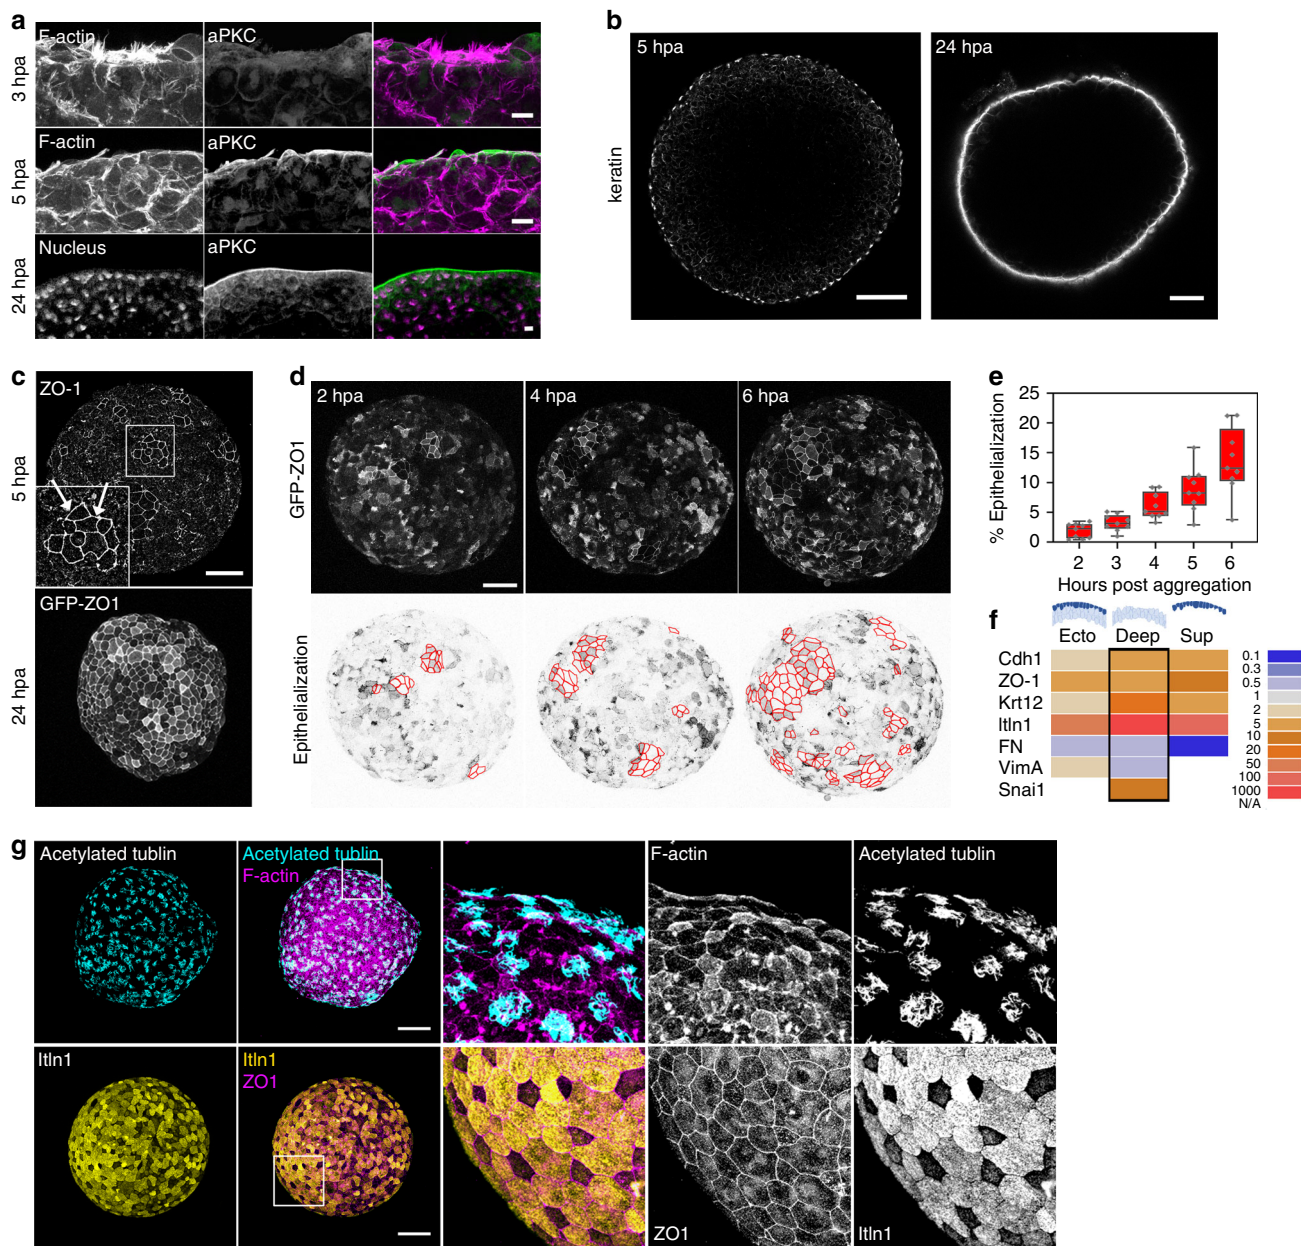 a
F-actin
aPKC
3 hpa
F-actin
aPKC
5 hpa
Nucleus
aPKC
24 hpa
b
5 hpa
24 hpa
keratin
c
ZO-1
5 hpa
GFP-ZO1
24 hpa
d
2 hpa
4 hpa
6 hpa
GFP-ZO1
Epithelialization
e
% Epithelialization
25
20
15
10
5
0
2 3 4 5 6
Hours post aggregation
f
Ecto Deep Sup
Cdh1
ZO-1
Krt12
Itln1
FN
VimA
Snai1
0.1
0.3
0.5
1
2
5
10
20
50
100
1000
N/A
g
Acetylated tublin
Acetylated tublin
F-actin
F-actin
Acetylated tublin
Itln1
Itln1
ZO1
ZO1
Itln1